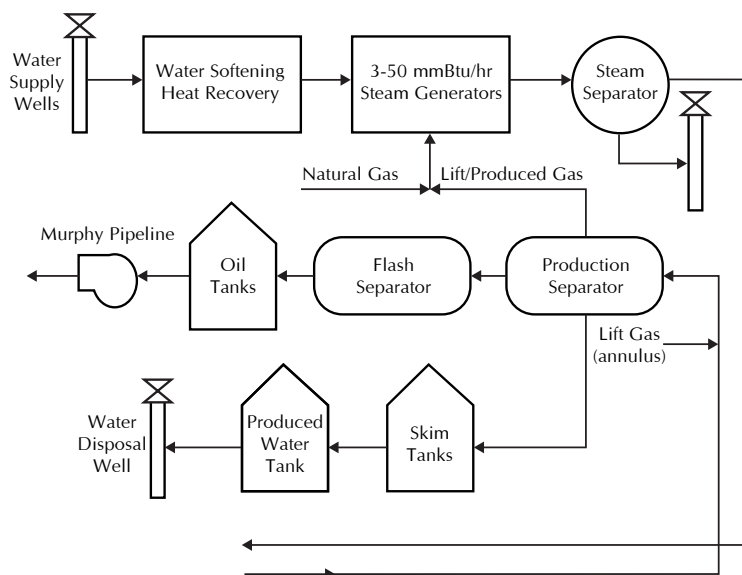 Water
Supply
Wells
Water Softening
Heat Recovery
3-50 mmBtu/hr
Steam Generators
Steam
Separator
Natural Gas
Lift/Produced Gas
Murphy Pipeline
Oil
Tanks
Flash
Separator
Production
Separator
Lift Gas
(annulus)
Water
Disposal
Well
Produced
Water
Tank
Skim
Tanks